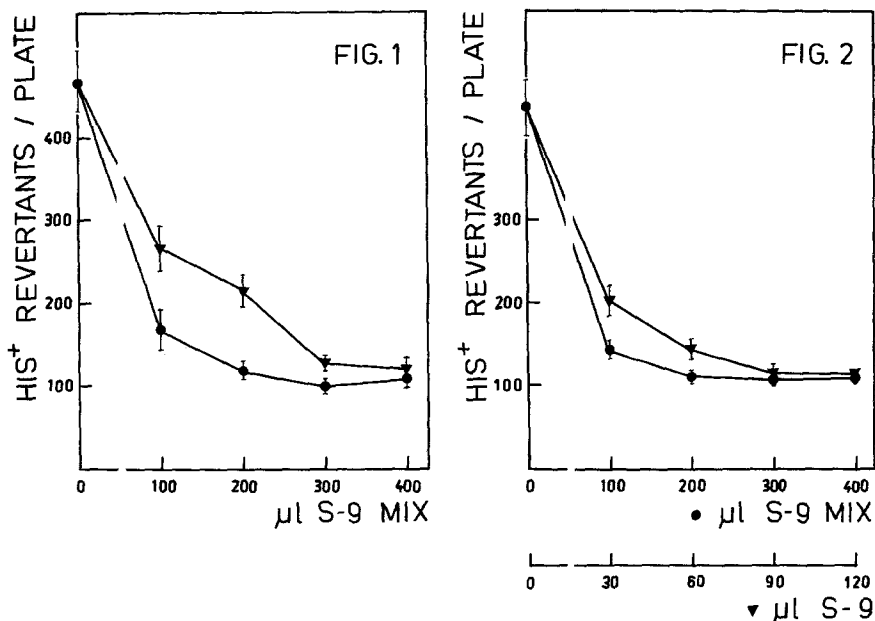 HIS⁺ REVERTANTS / PLATE
FIG. 1
400
300
200
100
0 100 200 300 400
µl S-9 MIX
HIS⁺ REVERTANTS / PLATE
FIG. 2
300
200
100
0 100 200 300 400
• µl S-9 MIX
0 30 60 90 120
▼ µl S-9